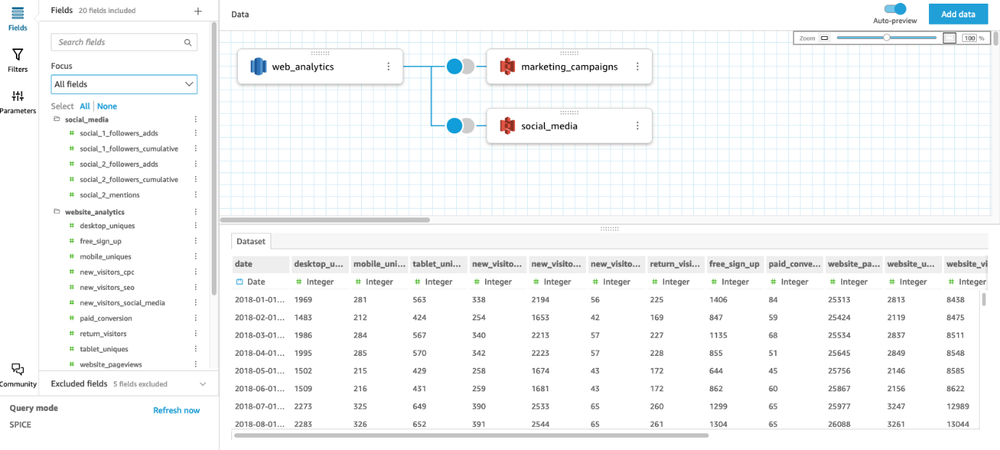 Fields 20 fields included
Data
Auto-preview
Add data
Fields
Filters
Parameters
Community
Search fields
Focus
All fields
Select All | None
social_media
social_1_followers_adds
social_1_followers_cumulative
social_2_followers_adds
social_2_followers_cumulative
social_2_mentions
website_analytics
desktop_uniques
free_sign_up
mobile_uniques
new_visitors_cpc
new_visitors_seo
new_visitors_social_media
paid_conversion
return_visitors
tablet_uniques
website_pageviews
Excluded fields 5 fields excluded
Query mode
Refresh now
SPICE
Zoom 100 %
web_analytics
marketing_campaigns
social_media
Dataset
date desktop_u... mobile_uni... tablet_uni... new_visito... new_visito... new_visito... return_visi... free_sign_up paid_conve... website_pa... website_u... website_vi
Date # Integer # Integer # Integer # Integer # Integer # Integer # Integer # Integer # Integer # Integer # Integer # Integer
2018-01-01... 1969 281 563 338 2194 56 225 1406 84 25313 2813 8438
2018-02-01... 1483 212 424 254 1653 42 169 847 59 25424 2119 8475
2018-03-01... 1986 284 567 340 2213 57 227 1135 68 25534 2837 8511
2018-04-01... 1995 285 570 342 2223 57 228 855 51 25645 2849 8548
2018-05-01... 1502 215 429 258 1674 43 172 644 45 25756 2146 8585
2018-06-01... 1509 216 431 259 1681 43 172 862 60 25867 2156 8622
2018-07-01... 2273 325 649 390 2533 65 260 1299 65 25977 3247 12989
2018-08-01... 2283 326 652 391 2544 65 261 1304 65 26088 3261 13044